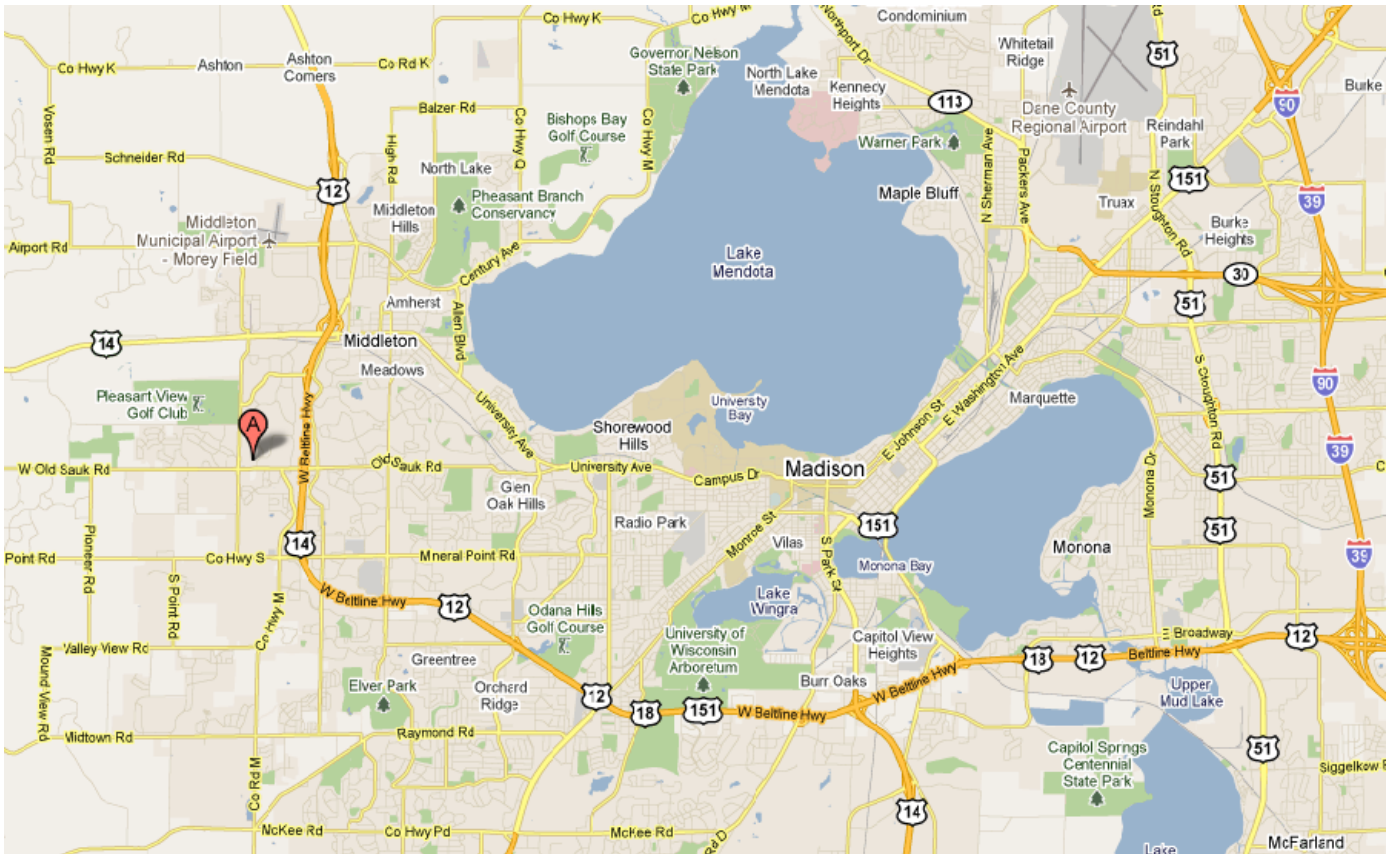 Co Hwy K
Co Hwy M
Condominium
Northport Dr
Rd
51
Whitetail
Ridge
Governor Nelson
State Park
Co Hwy K
Ashton
Ashton
Corners
Co Rd K
North Lake
Mendota
Kennecy
Heights
113
Dane County
Regional Airport
90
Burke
Vosen Rd
Balzer Rd
High Rd
Co Hwy Q
Bishops Bay
Golf Course
Co Hwy M
Warner Park
N Sherman Ave
Packers Ave
Reindahl
Park
151
Schneider Rd
12
North Lake
Pheasant Branch
Conservancy
Maple Bluff
Truax
N Stoughton Rd
39
Middleton
Municipal Airport
- Morey Field
Middleton
Hills
Burke
Heights
Airport Rd
Century Ave
Lake
Mendota
30
Amherst
Allen Blvd
51
14
Middleton
Meadows
S Stoughton Rd
Pleasart View
Golf Club
W Beltline Hwy
University Ave
University
Bay
E Johnson St
E Washington Ave
Marquette
90
A
Shorewood
Hills
39
W Old Sauk Rd
Old Sauk Rd
University Ave
Campus Dr
Madison
Monona Dr
51
Glen
Oak Hills
Pioneer Rd
14
Radio Park
Monroe St
Vilas
S Park St
151
51
Point Rd
Co Hwy S
Mineral Point Rd
Monona Bay
Monona
39
S Point Rd
Co Hwy M
W Beltline Hwy
12
Odana Hills
Golf Course
Lake
Wingra
University of
Wisconsin
Arboretum
Capitol View
Heights
E Broadway
12
Valley View Rd
Mound View Rd
Greentree
18
12
Beltline Hwy
Elver Park
Orchard
Ridge
12
18
151
W Beltline Hwy
Burr Oaks
W Beltline Hwy
Upper
Mud Lake
Midtown Rd
Raymond Rd
51
Capitol Springs
Centennial
State Park
Siggelkow
Co Rd M
14
McKee Rd
Co Hwy Pd
McKee Rd
Rd D
McFarland
Lake